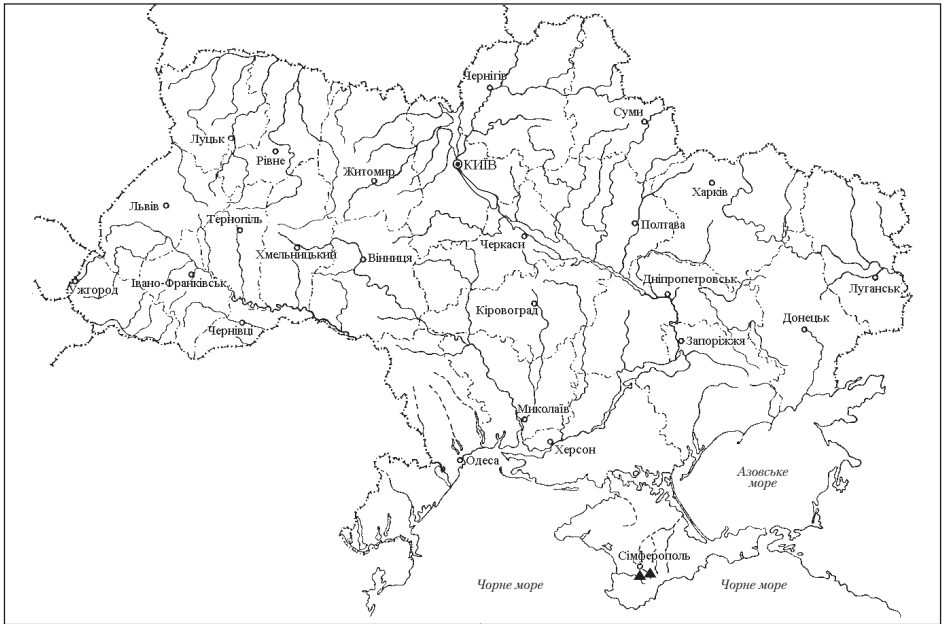 Чернігів
Суми
Луцьк
Рівне
КИЇВ
Житомир
Харків
Львів
Тернопіль
Полтава
Черкаси
Хмельницький
Вінниця
Ужгород
Івано-Франківськ
Дніпропетровськ
Луганськ
Кіровоград
Донецьк
Чернівці
Запоріжжя
Миколаїв
Херсон
Одеса
Азовське
море
Сімферополь
Чорне море
Чорне море